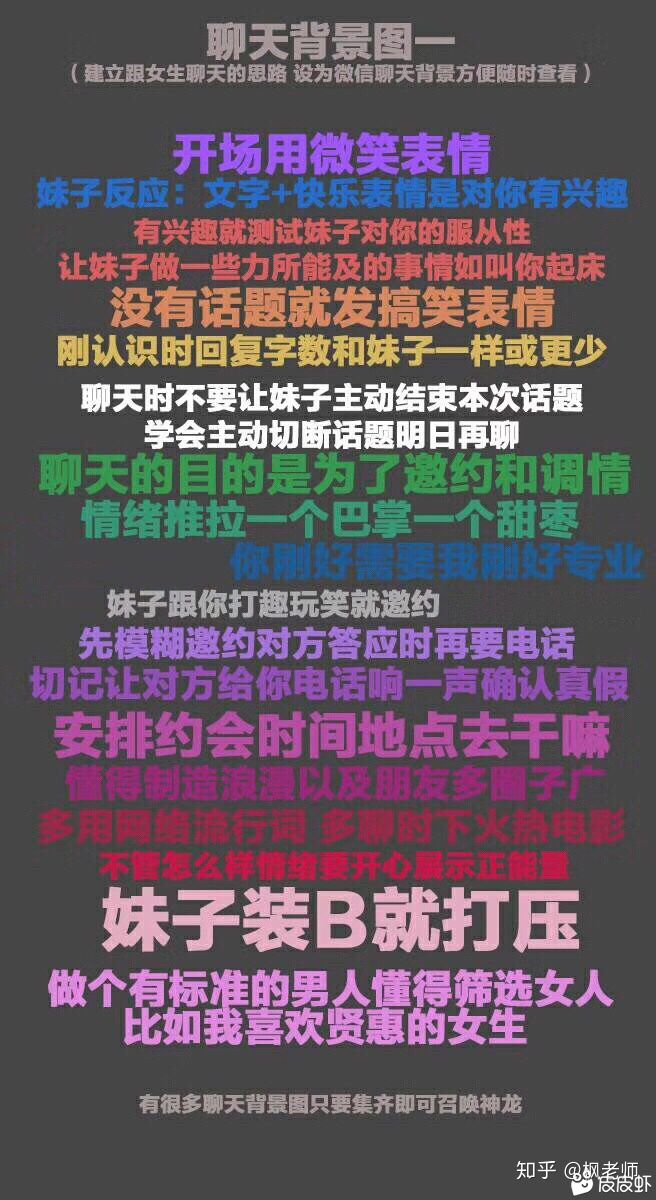 聊天背景图一
（建立跟女生聊天的思路 设为微信聊天背景方便随时查看）
开场用微笑表情
妹子反应：文字+快乐表情是对你有兴趣
有兴趣就测试妹子对你的服从性
让妹子做一些力所能及的事情如叫你起床
没有话题就发搞笑表情
刚认识时回复字数和妹子一样或更少
聊天时不要让妹子主动结束本次话题
学会主动切断话题明日再聊
聊天的目的是为了邀约和调情
情绪推拉一个巴掌一个甜枣
你刚好需要我刚好专业
妹子跟你打趣玩笑就邀约
先模糊邀约对方答应时再要电话
切记让对方给你电话响一声确认真假
安排约会时间地点去干嘛
懂得制造浪漫以及朋友多圈子广
多用网络流行词 多聊时下火热电影
不管怎么样情绪要开心展示正能量
妹子装B就打压
做个有标准的男人懂得筛选女人
比如我喜欢贤惠的女生
有很多聊天背景图只要集齐即可召唤神龙
知乎 @枫老师
皮皮虾